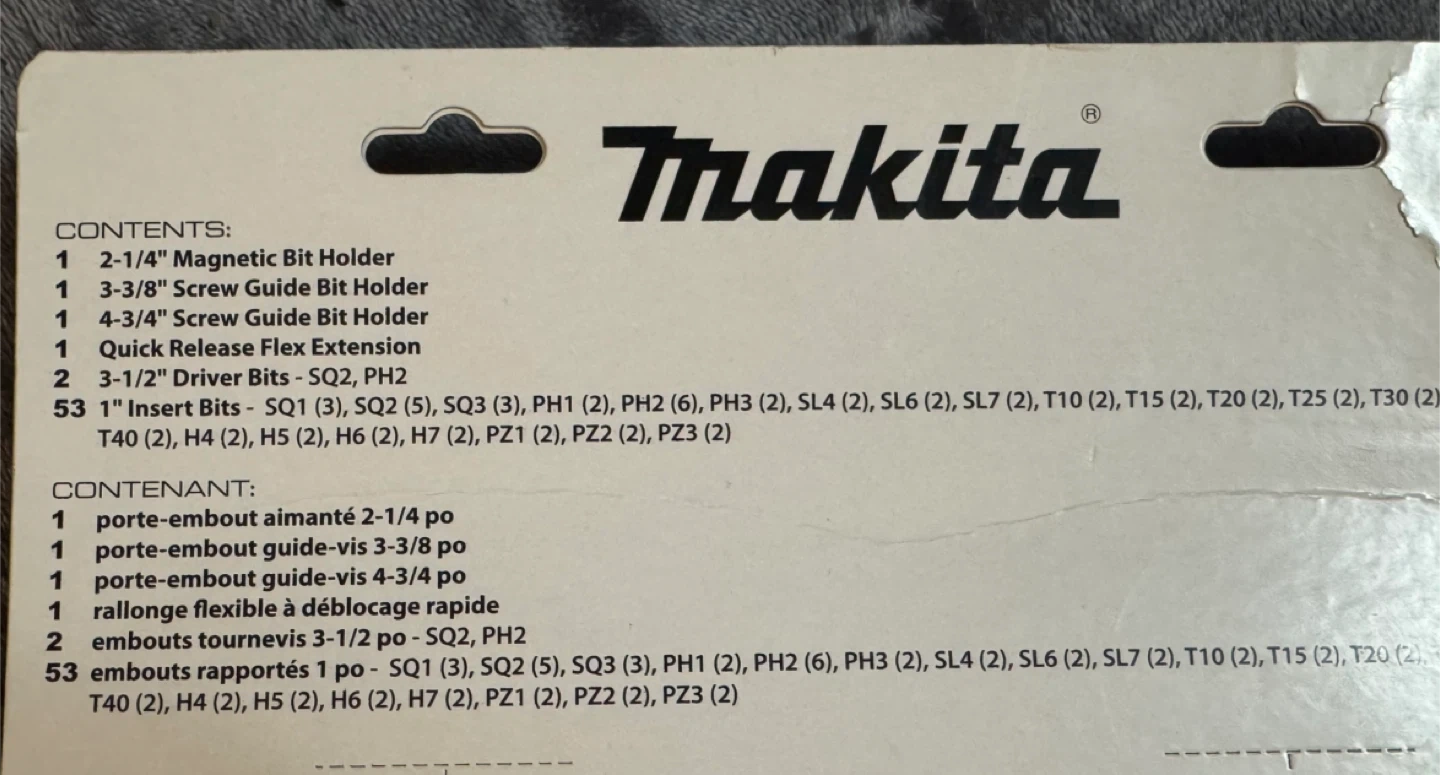 makita®
CONTENTS:
1 2-1/4" Magnetic Bit Holder
1 3-3/8" Screw Guide Bit Holder
1 4-3/4" Screw Guide Bit Holder
1 Quick Release Flex Extension
2 3-1/2" Driver Bits - SQ2, PH2
53 1" Insert Bits - SQ1 (3), SQ2 (5), SQ3 (3), PH1 (2), PH2 (6), PH3 (2), SL4 (2), SL6 (2), SL7 (2), T10 (2), T15 (2), T20 (2), T25 (2), T30 (2)
T40 (2), H4 (2), H5 (2), H6 (2), H7 (2), PZ1 (2), PZ2 (2), PZ3 (2)
CONTENANT:
1 porte-embout aimanté 2-1/4 po
1 porte-embout guide-vis 3-3/8 po
1 porte-embout guide-vis 4-3/4 po
1 rallonge flexible à déblocage rapide
2 embouts tournevis 3-1/2 po - SQ2, PH2
53 embouts rapportés 1 po - SQ1 (3), SQ2 (5), SQ3 (3), PH1 (2), PH2 (6), PH3 (2), SL4 (2), SL6 (2), SL7 (2), T10 (2), T15 (2), T20 (2),
T40 (2), H4 (2), H5 (2), H6 (2), H7 (2), PZ1 (2), PZ2 (2), PZ3 (2)